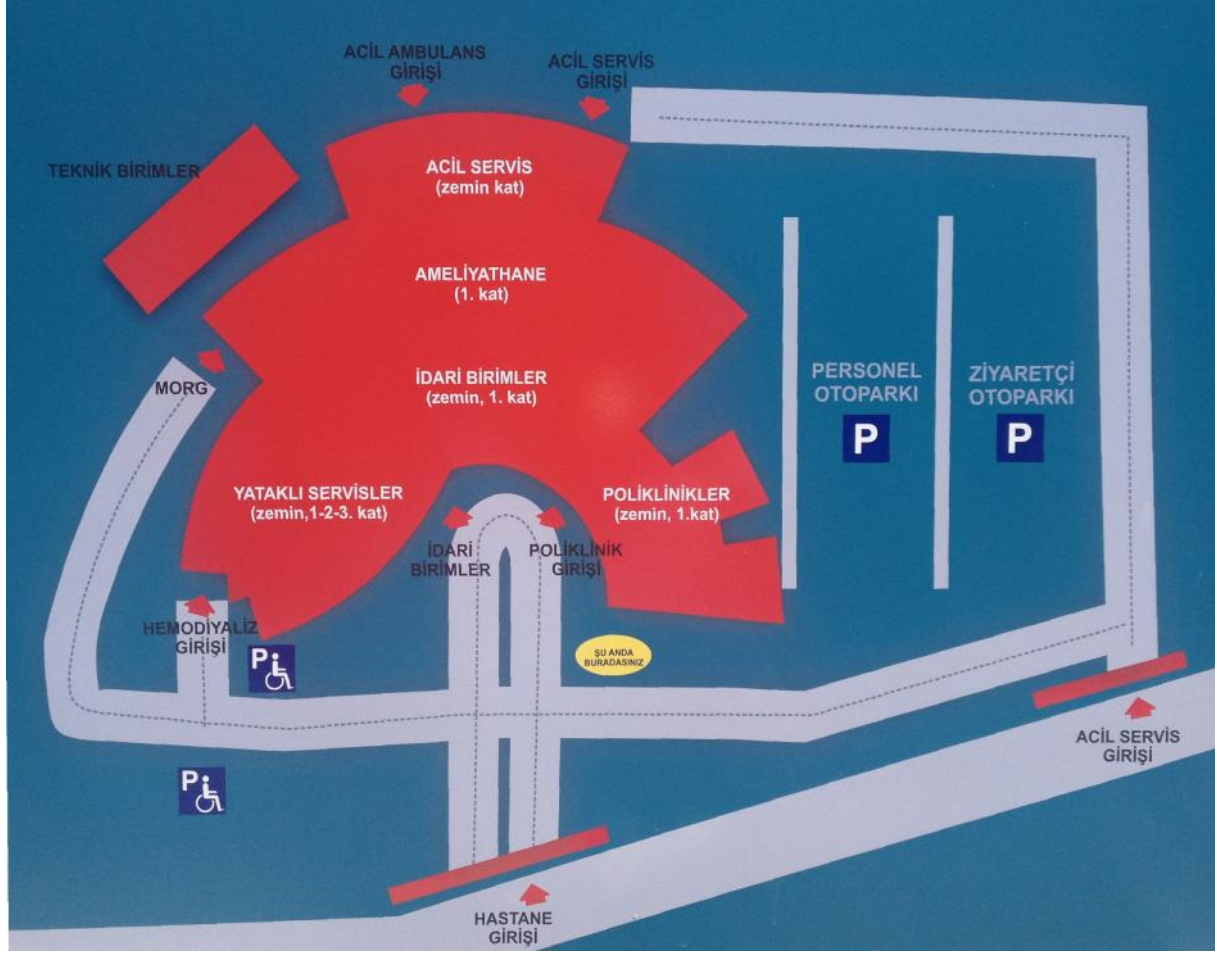 ACİL AMBULANS
GİRİŞİ
ACİL SERVİS
GİRİŞİ
TEKNİK BİRİMLER
ACİL SERVİS
(zemin kat)
AMELİYATHANE
(1. kat)
İDARİ BİRİMLER
(zemin, 1. kat)
MORG
PERSONEL
OTOPARKI
P
ZİYARETÇİ
OTOPARKI
P
YATAKLI SERVİSLER
(zemin,1-2-3. kat)
POLİKLİNİKLER
(zemin, 1.kat)
İDARİ
BİRİMLER
POLİKLİNİK
GİRİŞİ
HEMODİYALİZ
GİRİŞİ
P
ŞU ANDA
BURADASINIZ
P
ACİL SERVİS
GİRİŞİ
HASTANE
GİRİŞİ